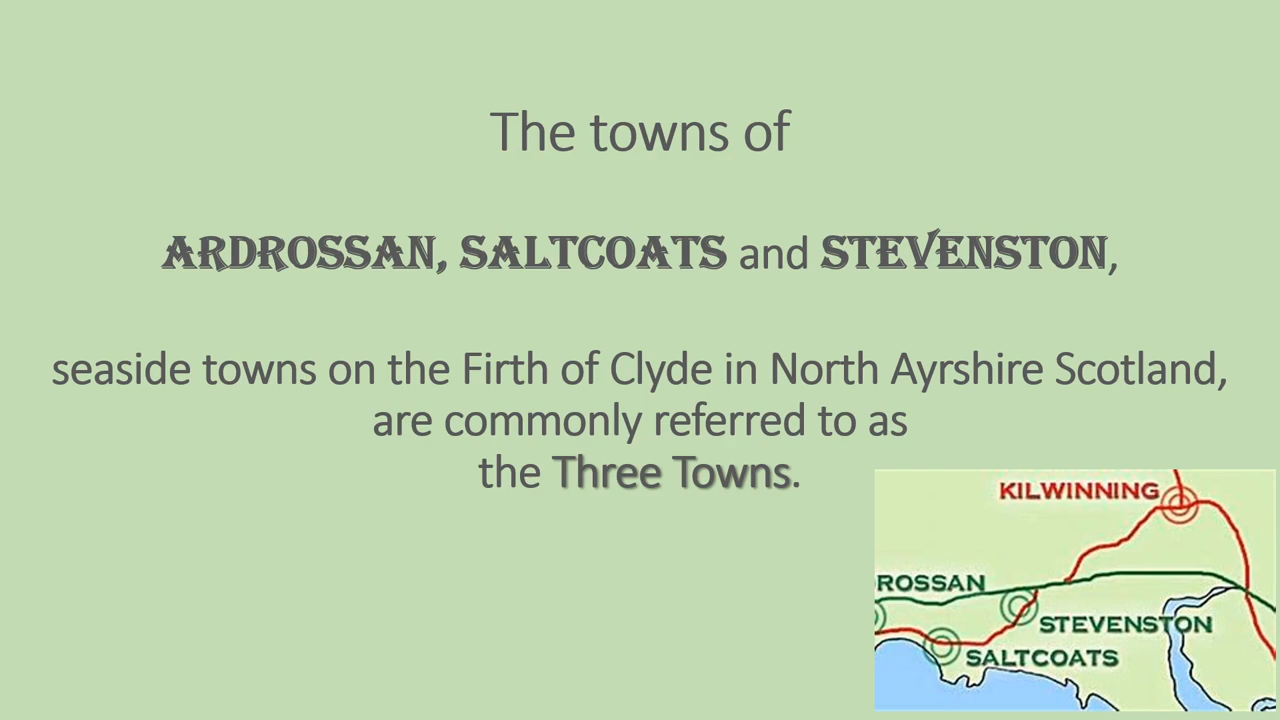 The towns of
ARDROSSAN, SALTCOATS and STEVENSTON,
seaside towns on the Firth of Clyde in North Ayrshire Scotland,
are commonly referred to as
the Three Towns.
KILWINNING
ROSSAN
STEVENSTON
SALTCOATS